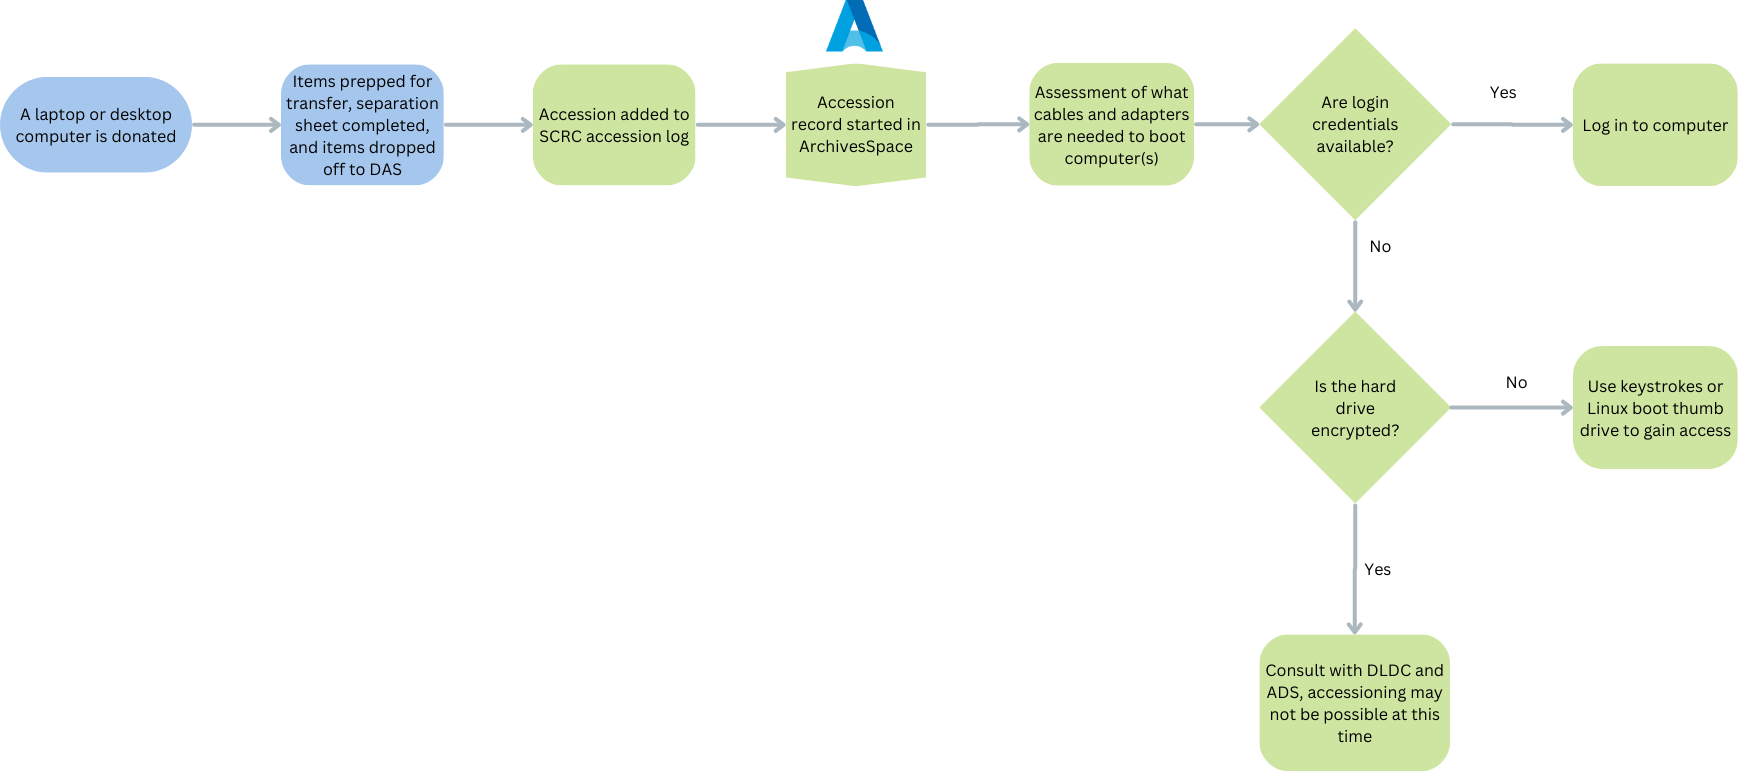 A laptop or desktop
computer is donated
Items prepped for
transfer, separation
sheet completed,
and items dropped
off to DAS
Accession added to
SCRC accession log
Accession
record started in
ArchivesSpace
Assessment of what
cables and adapters
are needed to boot
computer(s)
Are login
credentials
available?
Yes
Log in to computer
No
Is the hard
drive
encrypted?
No
Use keystrokes or
Linux boot thumb
drive to gain access
Yes
Consult with DLDC and
ADS, accessioning may
not be possible at this
time